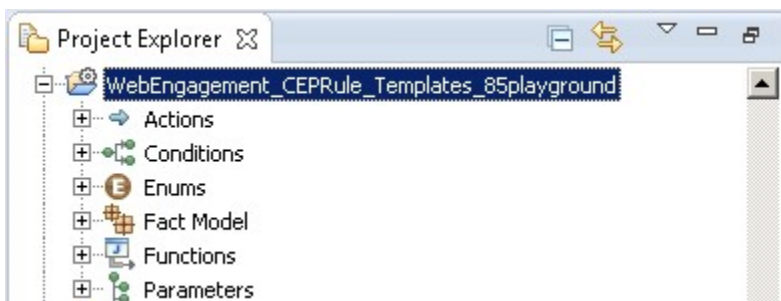 Project Explorer
WebEngagement_CEPRule_Templates_85playground
Actions
Conditions
Enums
Fact Model
Functions
Parameters